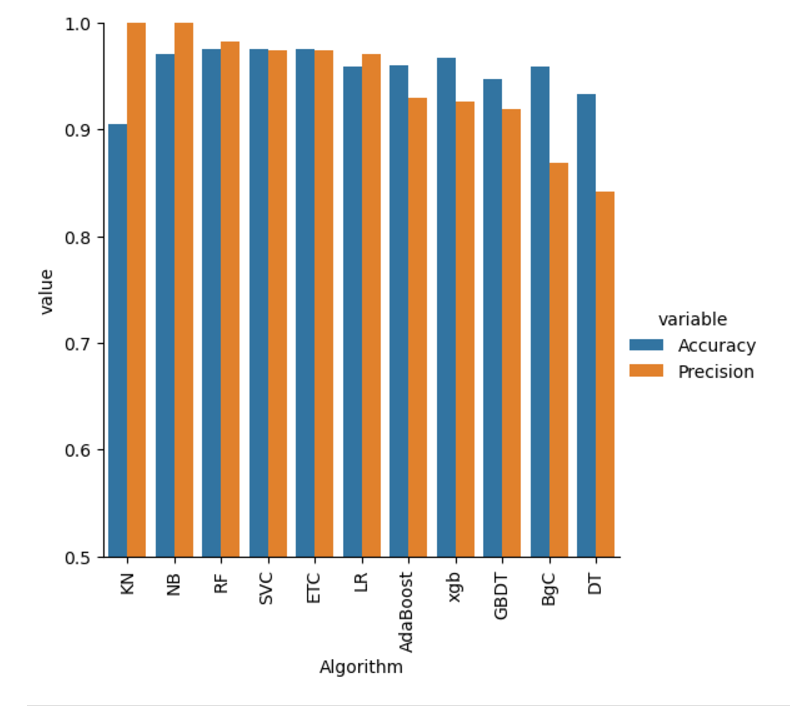 1.0
0.9
0.8
0.7
0.6
0.5
value
KN
NB
RF
SVC
ETC
LR
AdaBoost
xgb
GBDT
BgC
DT
Algorithm
variable
Accuracy
Precision